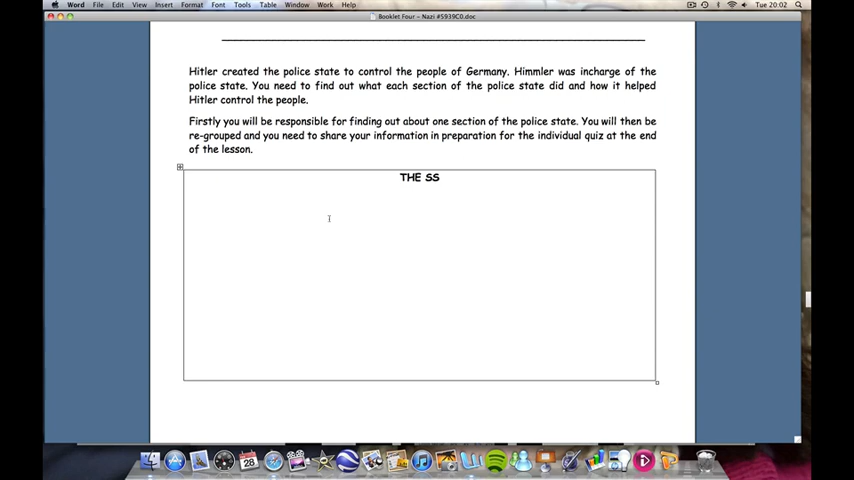 Word File Edit View Insert Format Font Tools Table Window Work Help Tue 20:02
Booklet Four – Nazi #5939C0.doc
Hitler created the police state to control the people of Germany. Himmler was incharge of the
police state. You need to find out what each section of the police state did and how it helped
Hitler control the people.
Firstly you will be responsible for finding out about one section of the police state. You will then be
re-grouped and you need to share your information in preparation for the individual quiz at the end
of the lesson.
THE SS
28